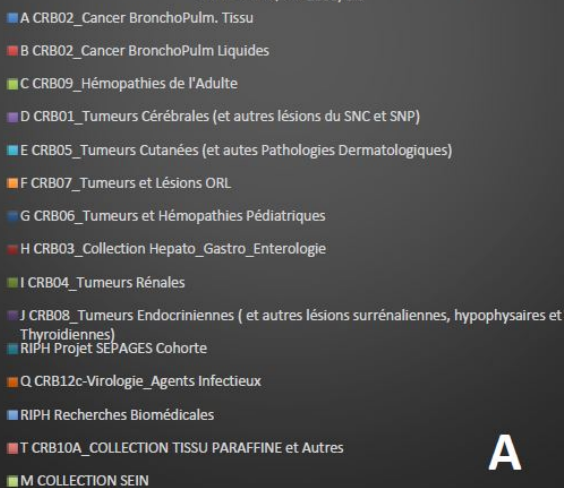 A CRB02_Cancer BronchoPulm. Tissu
B CRB02_Cancer BronchoPulm Liquides
C CRB09_Hémopathies de l'Adulte
D CRB01_Tumeurs Cérébrales (et autres lésions du SNC et SNP)
E CRB05_Tumeurs Cutanées (et autes Pathologies Dermatologiques)
F CRB07_Tumeurs et Lésions ORL
G CRB06_Tumeurs et Hémopathies Pédiatriques
H CRB03_Collection Hepato_Gastro_Enterologie
I CRB04_Tumeurs Rénales
J CRB08_Tumeurs Endocriniennes ( et autres lésions surrénaliennes, hypophysaires et
Thyroidiennes)
RIPH Projet SEPAGES Cohorte
Q CRB12c-Virologie_Agents Infectieux
RIPH Recherches Biomédicales
T CRB10A_COLLECTION TISSU PARAFFINE et Autres
M COLLECTION SEIN
A